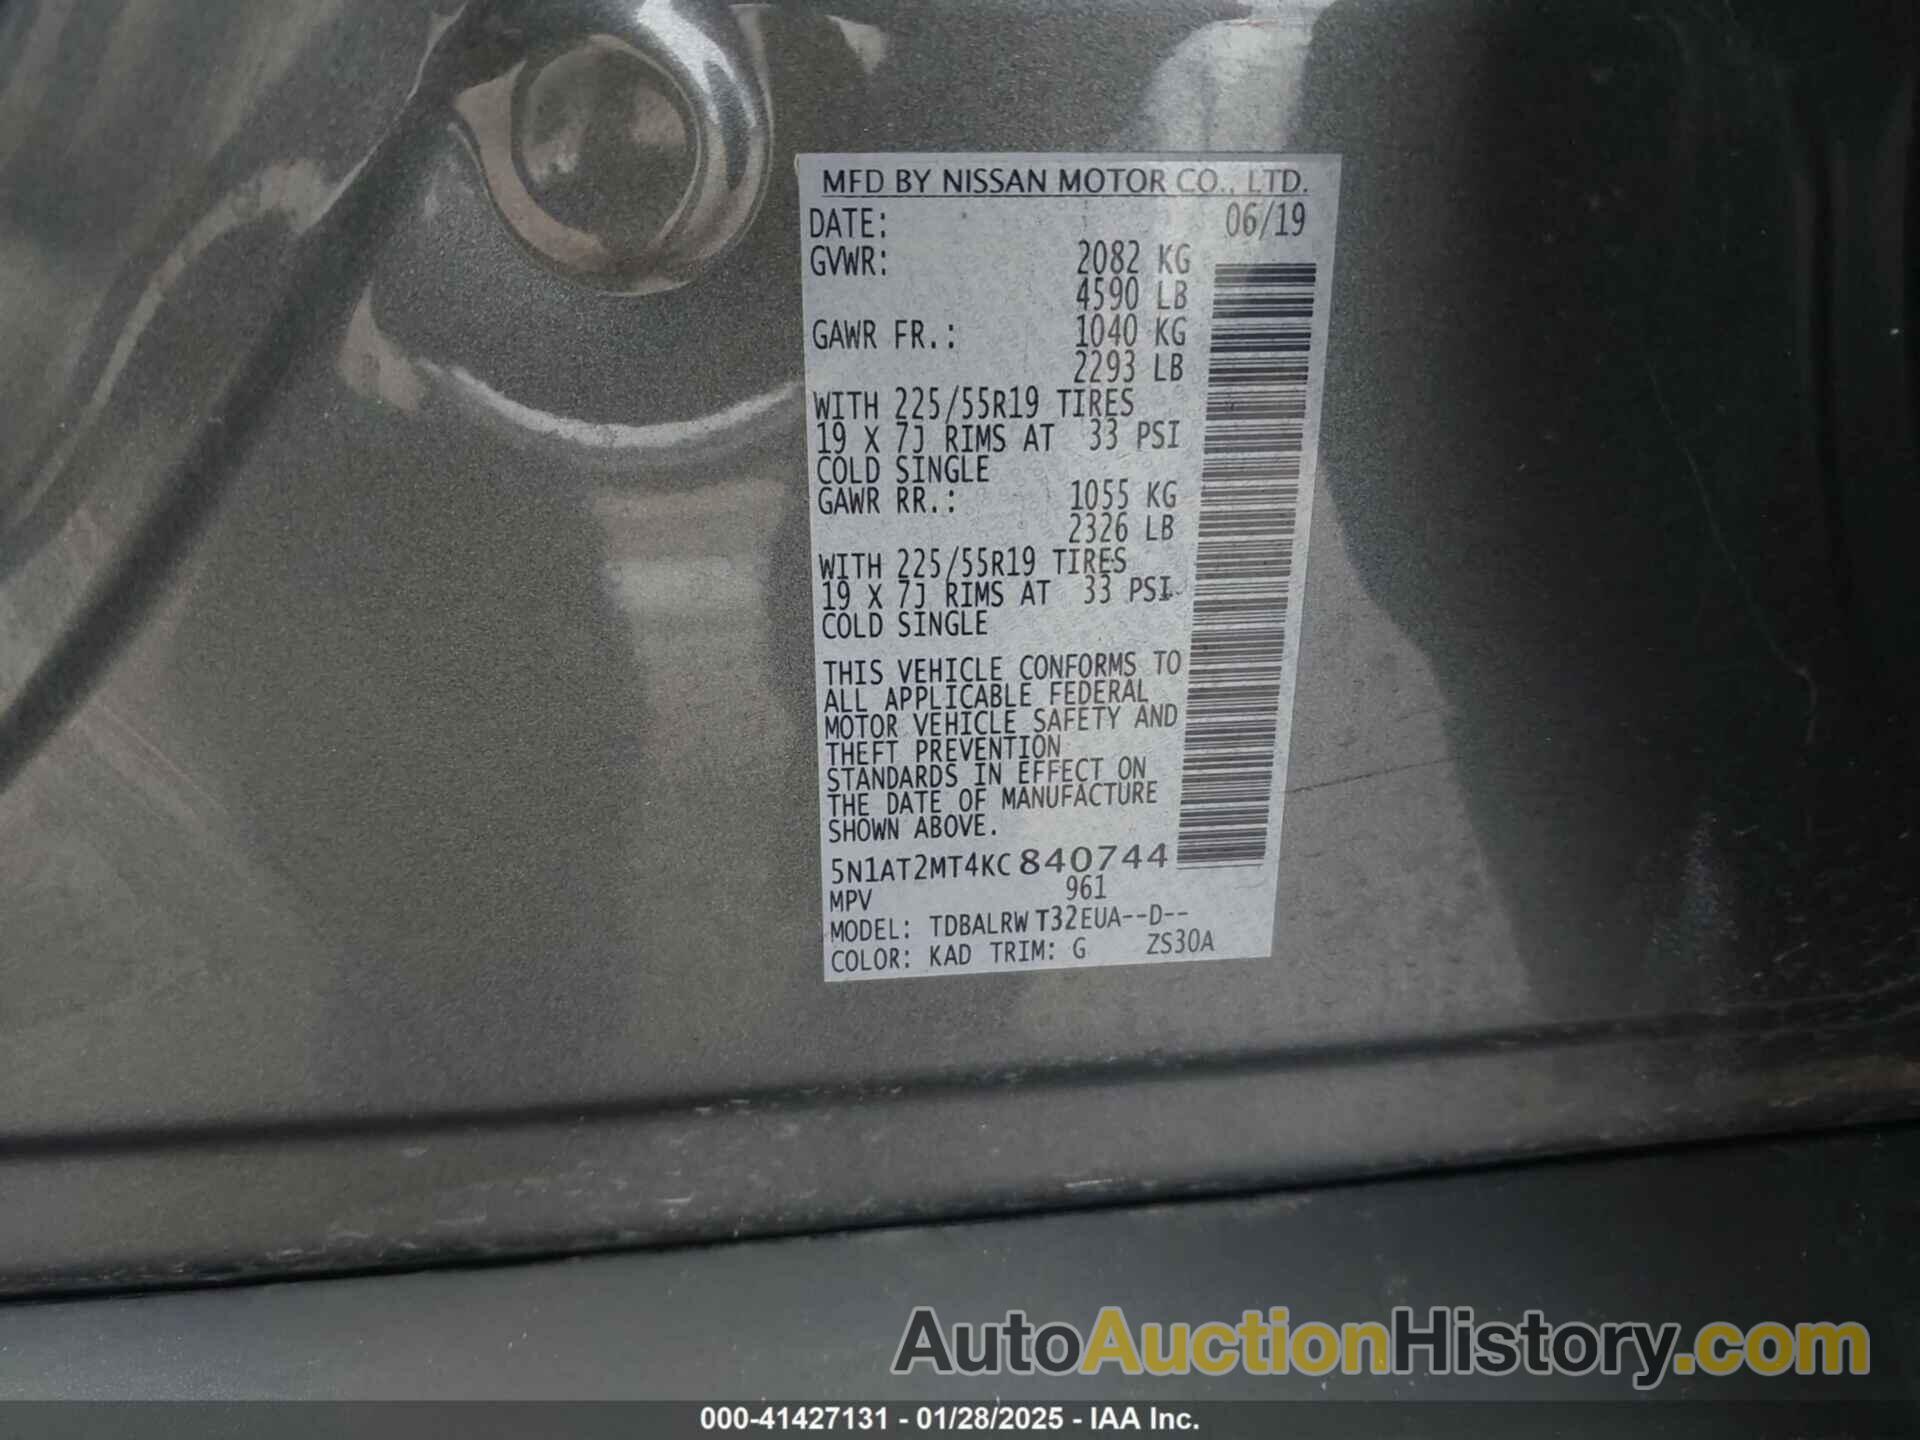 MFD BY NISSAN MOTOR CO., LTD.
DATE: 06/19
GVWR: 2082 KG
4590 LB
GAWR FR.: 1040 KG
2293 LB
WITH 225/55R19 TIRES
19 X 7J RIMS AT 33 PSI
COLD SINGLE
GAWR RR.: 1055 KG
2326 LB
WITH 225/55R19 TIRES
19 X 7J RIMS AT 33 PSI
COLD SINGLE
THIS VEHICLE CONFORMS TO
ALL APPLICABLE FEDERAL
MOTOR VEHICLE SAFETY AND
THEFT PREVENTION
STANDARDS IN EFFECT ON
THE DATE OF MANUFACTURE
SHOWN ABOVE.
5N1AT2MT4KC840744
MPV 961
MODEL: TDBALRW T32EUA--D--
COLOR: KAD TRIM: G ZS30A
AutoAuctionHistory.com
000-41427131 - 01/28/2025 - IAA Inc.